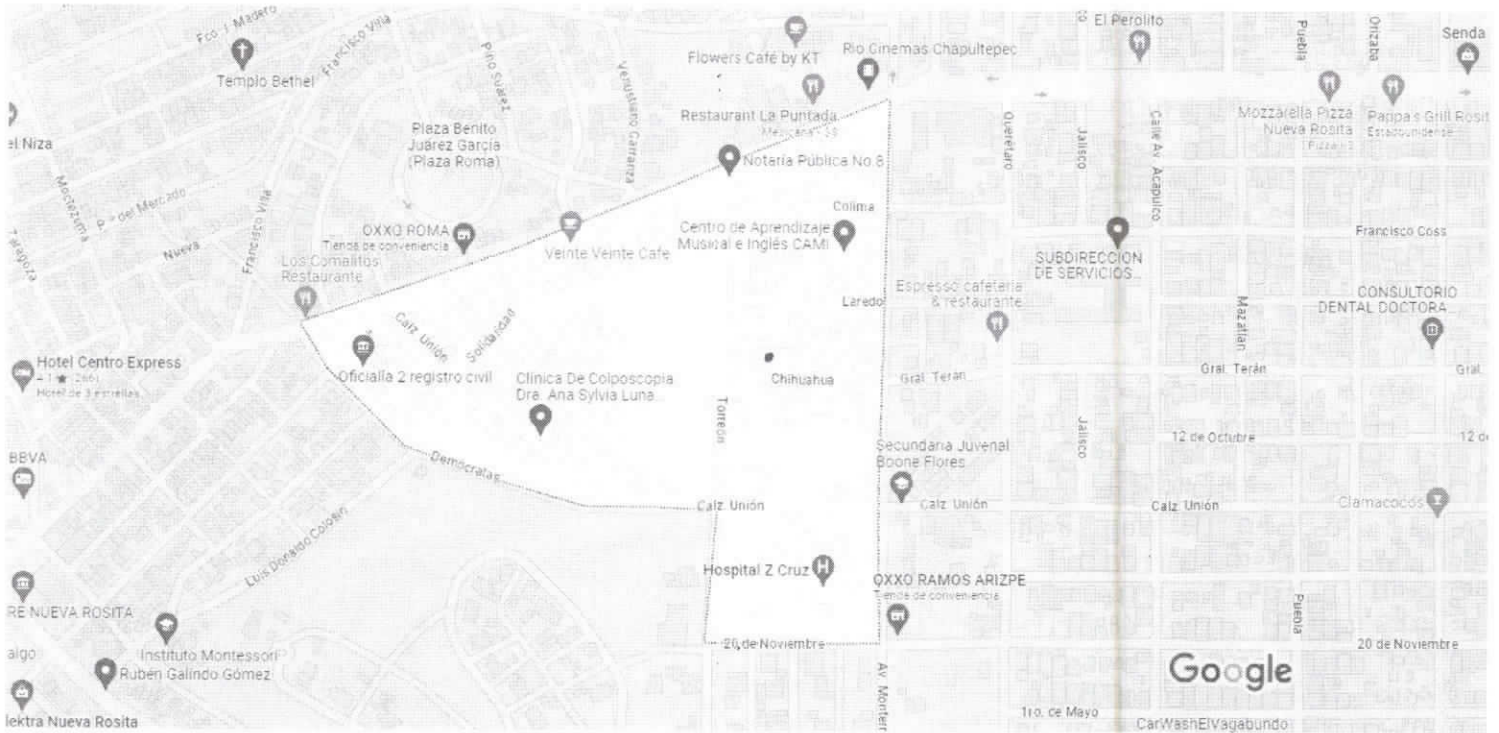 Fco. I. Madero
Francisco Villa
Templo Bethel
Pino Suárez
Venustiano Carranza
Flowers Café by KT
Rio Cinemas Chapultepec
El Perolito
Puebla
Orizaba
Senda
Restaurant La Puntada
Mozzarella Pizza
Nueva Rosita
Pappa's Grill Rosit
Estadounidense
el Niza
Plaza Benito
Juárez García
(Plaza Roma)
Notaría Pública No.8
Querétaro
Jalisco
Calle Av. Acapulco
Moctezuma
del Mercado
Nueva
Zaragoza
Francisco Villa
OXXO ROMA
Tienda de conveniencia
Los Comalitos
Restaurante
Veinte Veinte Cafe
Colima
Centro de Aprendizaje
Musical e Inglés CAMI
Francisco Coss
SUBDIRECCION
DE SERVICIOS...
Espresso cafetería
& restaurante
Laredo
Mazatlan
CONSULTORIO
DENTAL DOCTORA...
Calz. Unión
Solidaridad
Hotel Centro Express
Hotel de 3 estrellas
Oficialía 2 registro civil
Clínica De Colposcopia
Dra. Ana Sylvia Luna...
Chihuahua
Gral. Terán
Gral. Terán
Gral.
Torreón
Jalisco
12 de Octubre
12 de
BBVA
Demócratas
Secundaria Juvenal
Boone Flores
Calz. Unión
Calz. Unión
Calz. Unión
Clamacocos
Luis Donaldo Colosio
Hospital Z Cruz
OXXO RAMOS ARIZPE
Tienda de conveniencia
RE NUEVA ROSITA
Puebla
20 de Noviembre
20 de Noviembre
algo
Instituto Montessori
Rubén Galindo Gómez
Google
Av. Monterr
lektra Nueva Rosita
1ro. de Mayo
CarWashElVagabundo